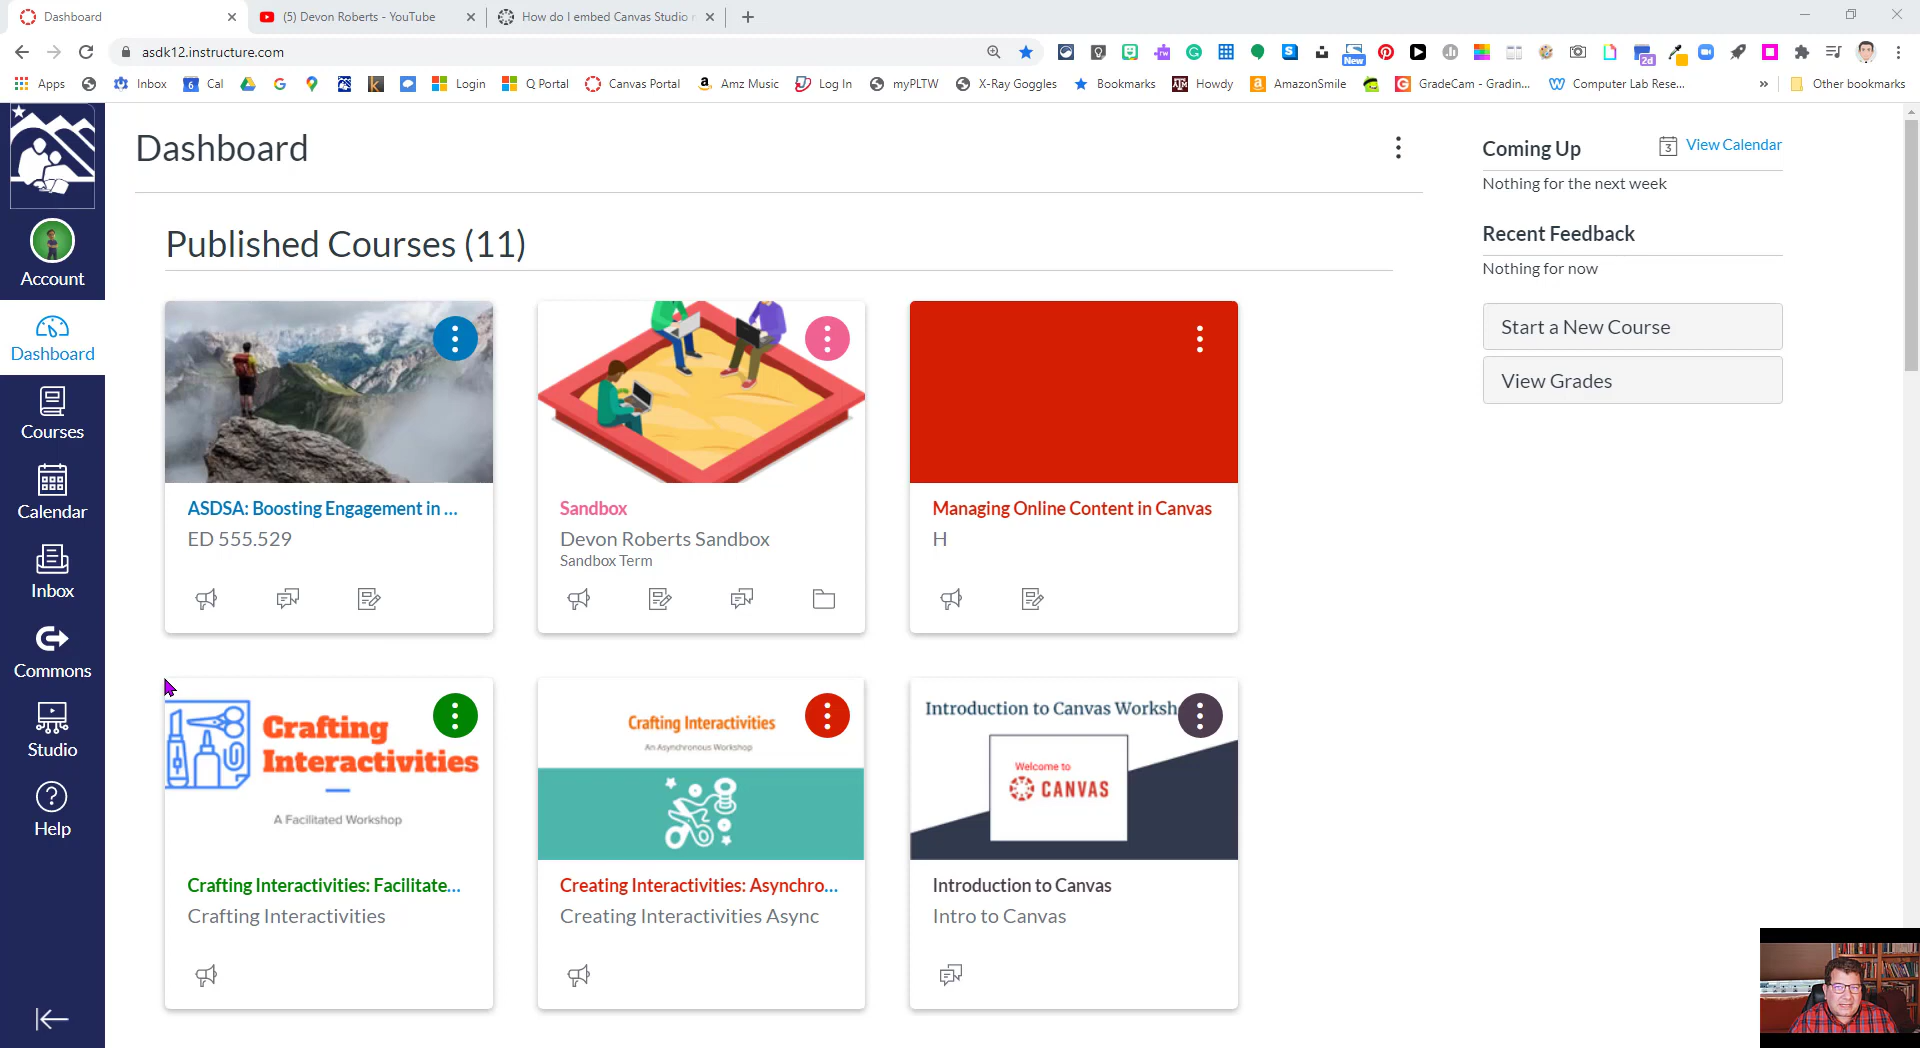 Dashboard
(5) Devon Roberts - YouTube
How do I embed Canvas Studio
asdk12.instructure.com
New
2d
Apps
Inbox
6
Cal
Login
Q Portal
Canvas Portal
Amz Music
Log In
myPLTW
X-Ray Goggles
Bookmarks
Howdy
AmazonSmile
GradeCam - Gradin...
Computer Lab Rese...
»
Other bookmarks
Account
Dashboard
Courses
Calendar
Inbox
Commons
Studio
Help
Dashboard
Published Courses (11)
ASDSA: Boosting Engagement in ...
ED 555.529
Sandbox
Devon Roberts Sandbox
Sandbox Term
Managing Online Content in Canvas
H
Crafting
Interactivities
A Facilitated Workshop
Crafting Interactivities: Facilitate...
Crafting Interactivities
Crafting Interactivities
An Asynchronous Workshop
Creating Interactivities: Asynchro...
Creating Interactivities Async
Introduction to Canvas Worksh
Welcome to
CANVAS
Introduction to Canvas
Intro to Canvas
Coming Up
3
View Calendar
Nothing for the next week
Recent Feedback
Nothing for now
Start a New Course
View Grades